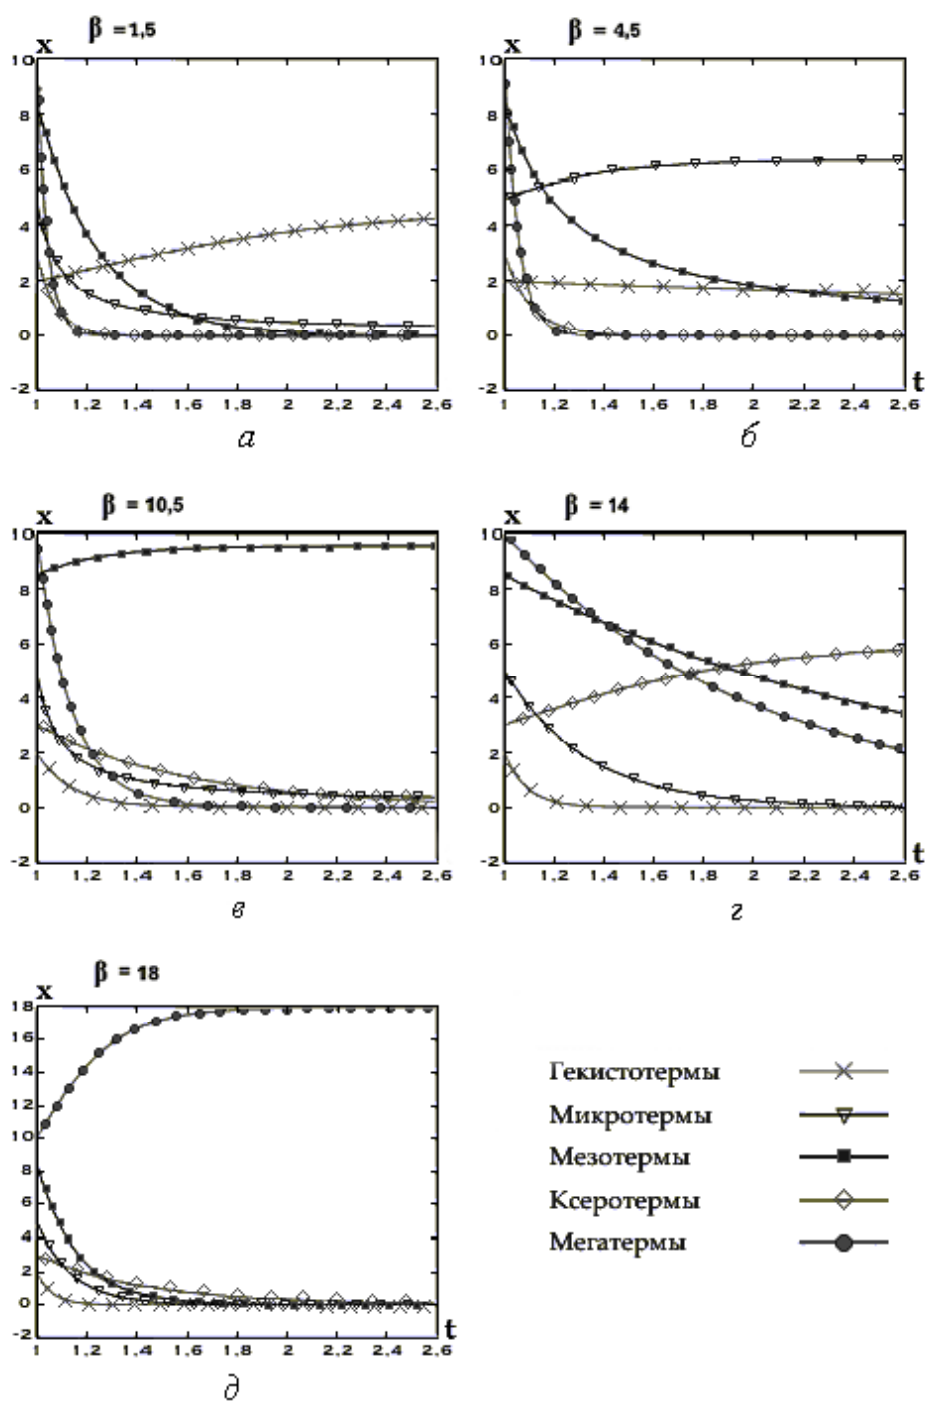 β = 1,5
β = 4,5
x
x
10
8
6
4
2
0
-2
10
8
6
4
2
0
-2
1 1,2 1,4 1,6 1,8 2 2,2 2,4 2,6
1 1,2 1,4 1,6 1,8 2 2,2 2,4 2,6
t
а
б
β = 10,5
β = 14
x
x
10
8
6
4
2
0
-2
10
8
6
4
2
0
-2
1 1,2 1,4 1,6 1,8 2 2,2 2,4 2,6
1 1,2 1,4 1,6 1,8 2 2,2 2,4 2,6
t
в
г
β = 18
x
18
16
14
12
10
8
6
4
2
0
-2
1 1,2 1,4 1,6 1,8 2 2,2 2,4 2,6
t
д
Гекистотермы
Микротермы
Мезотермы
Ксеротермы
Мегатермы